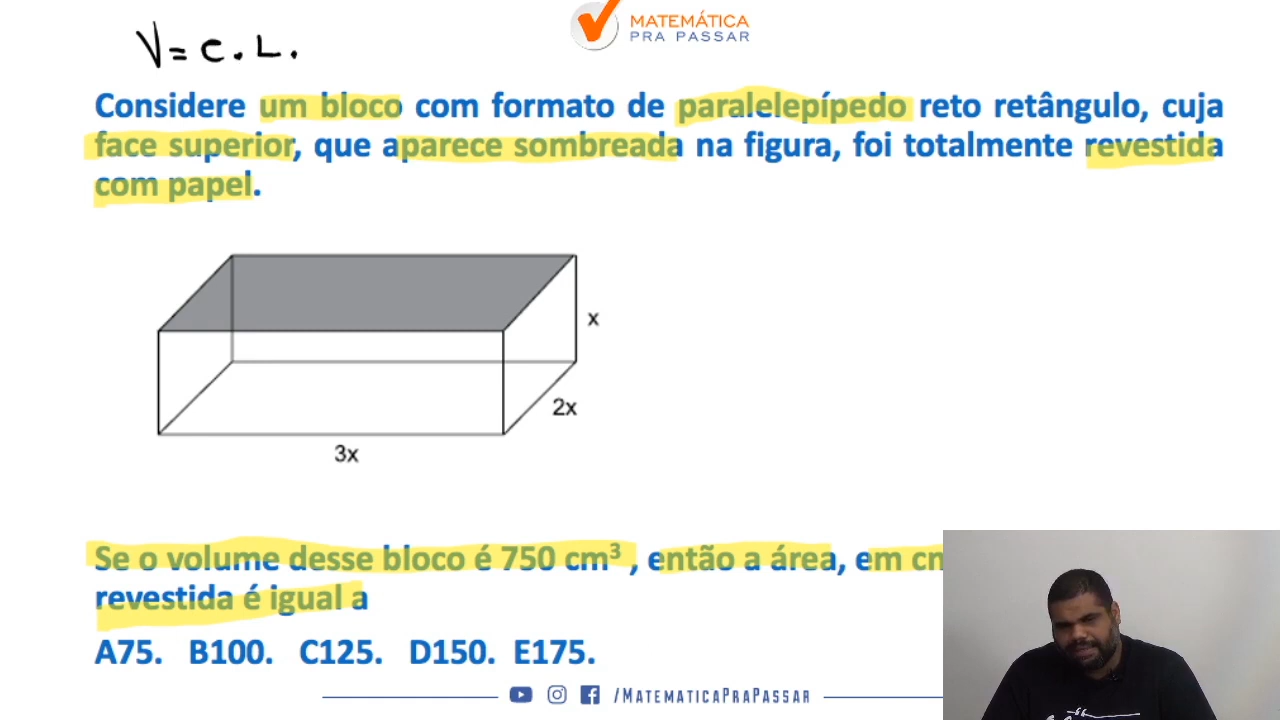 MATEMÁTICA
PRA PASSAR
V= C. L.
Considere um bloco com formato de paralelepípedo reto retângulo, cuja
face superior, que aparece sombreada na figura, foi totalmente revestida
com papel.
x
2x
3x
Se o volume desse bloco é 750 cm³ , então a área, em
revestida é igual a
A75. B100. C125. D150. E175.
/MATEMATICAPRAPASSAR